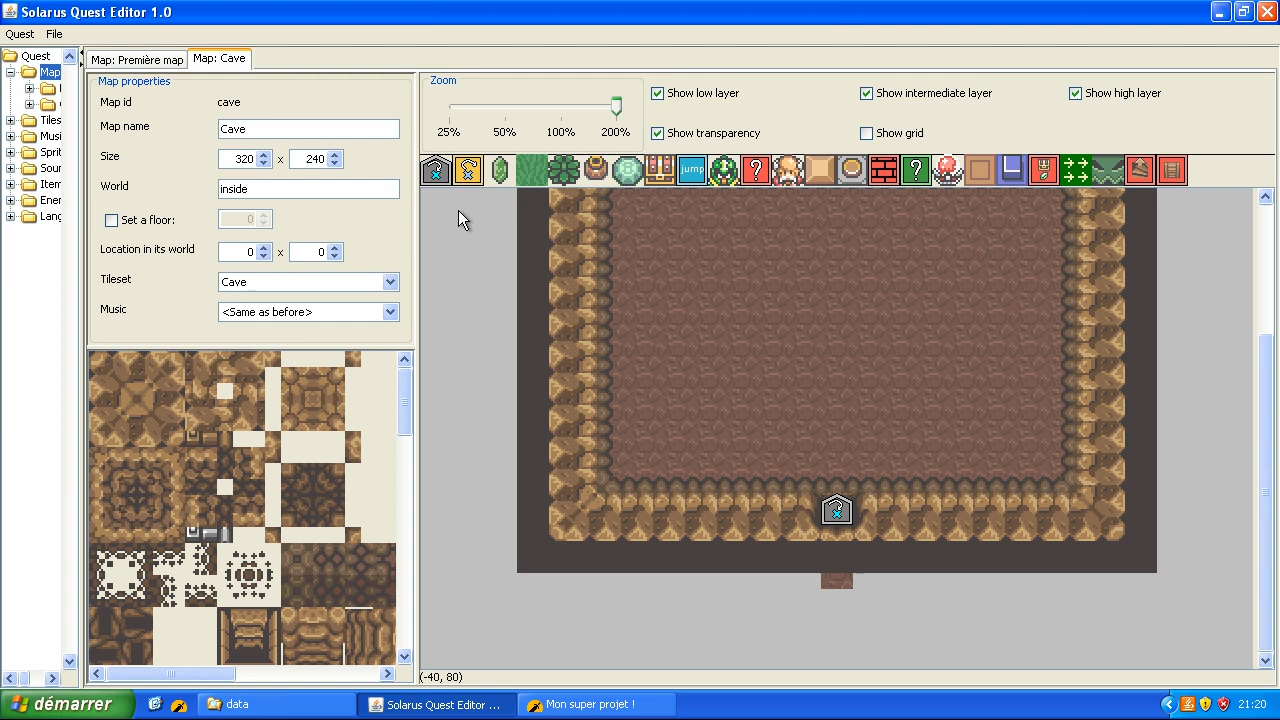 Solarus Quest Editor 1.0
Quest File
Quest
Map
Tiles
Musi
Sprit
Sour
Item
Ene
Lang
Map: Première map
Map: Cave
Map properties
Map id cave
Map name Cave
Size 320 x 240
World inside
Set a floor: 0
Location in its world 0 x 0
Tileset Cave
Music <Same as before>
Zoom
25% 50% 100% 200%
Show low layer
Show intermediate layer
Show high layer
Show transparency
Show grid
jump
?
?
(-40, 80)
démarrer
data
Solarus Quest Editor ...
Mon super projet !
21:20